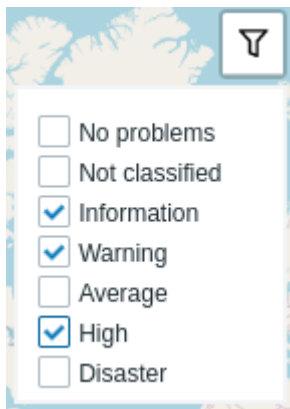 No problems
Not classified
Information
Warning
Average
High
Disaster